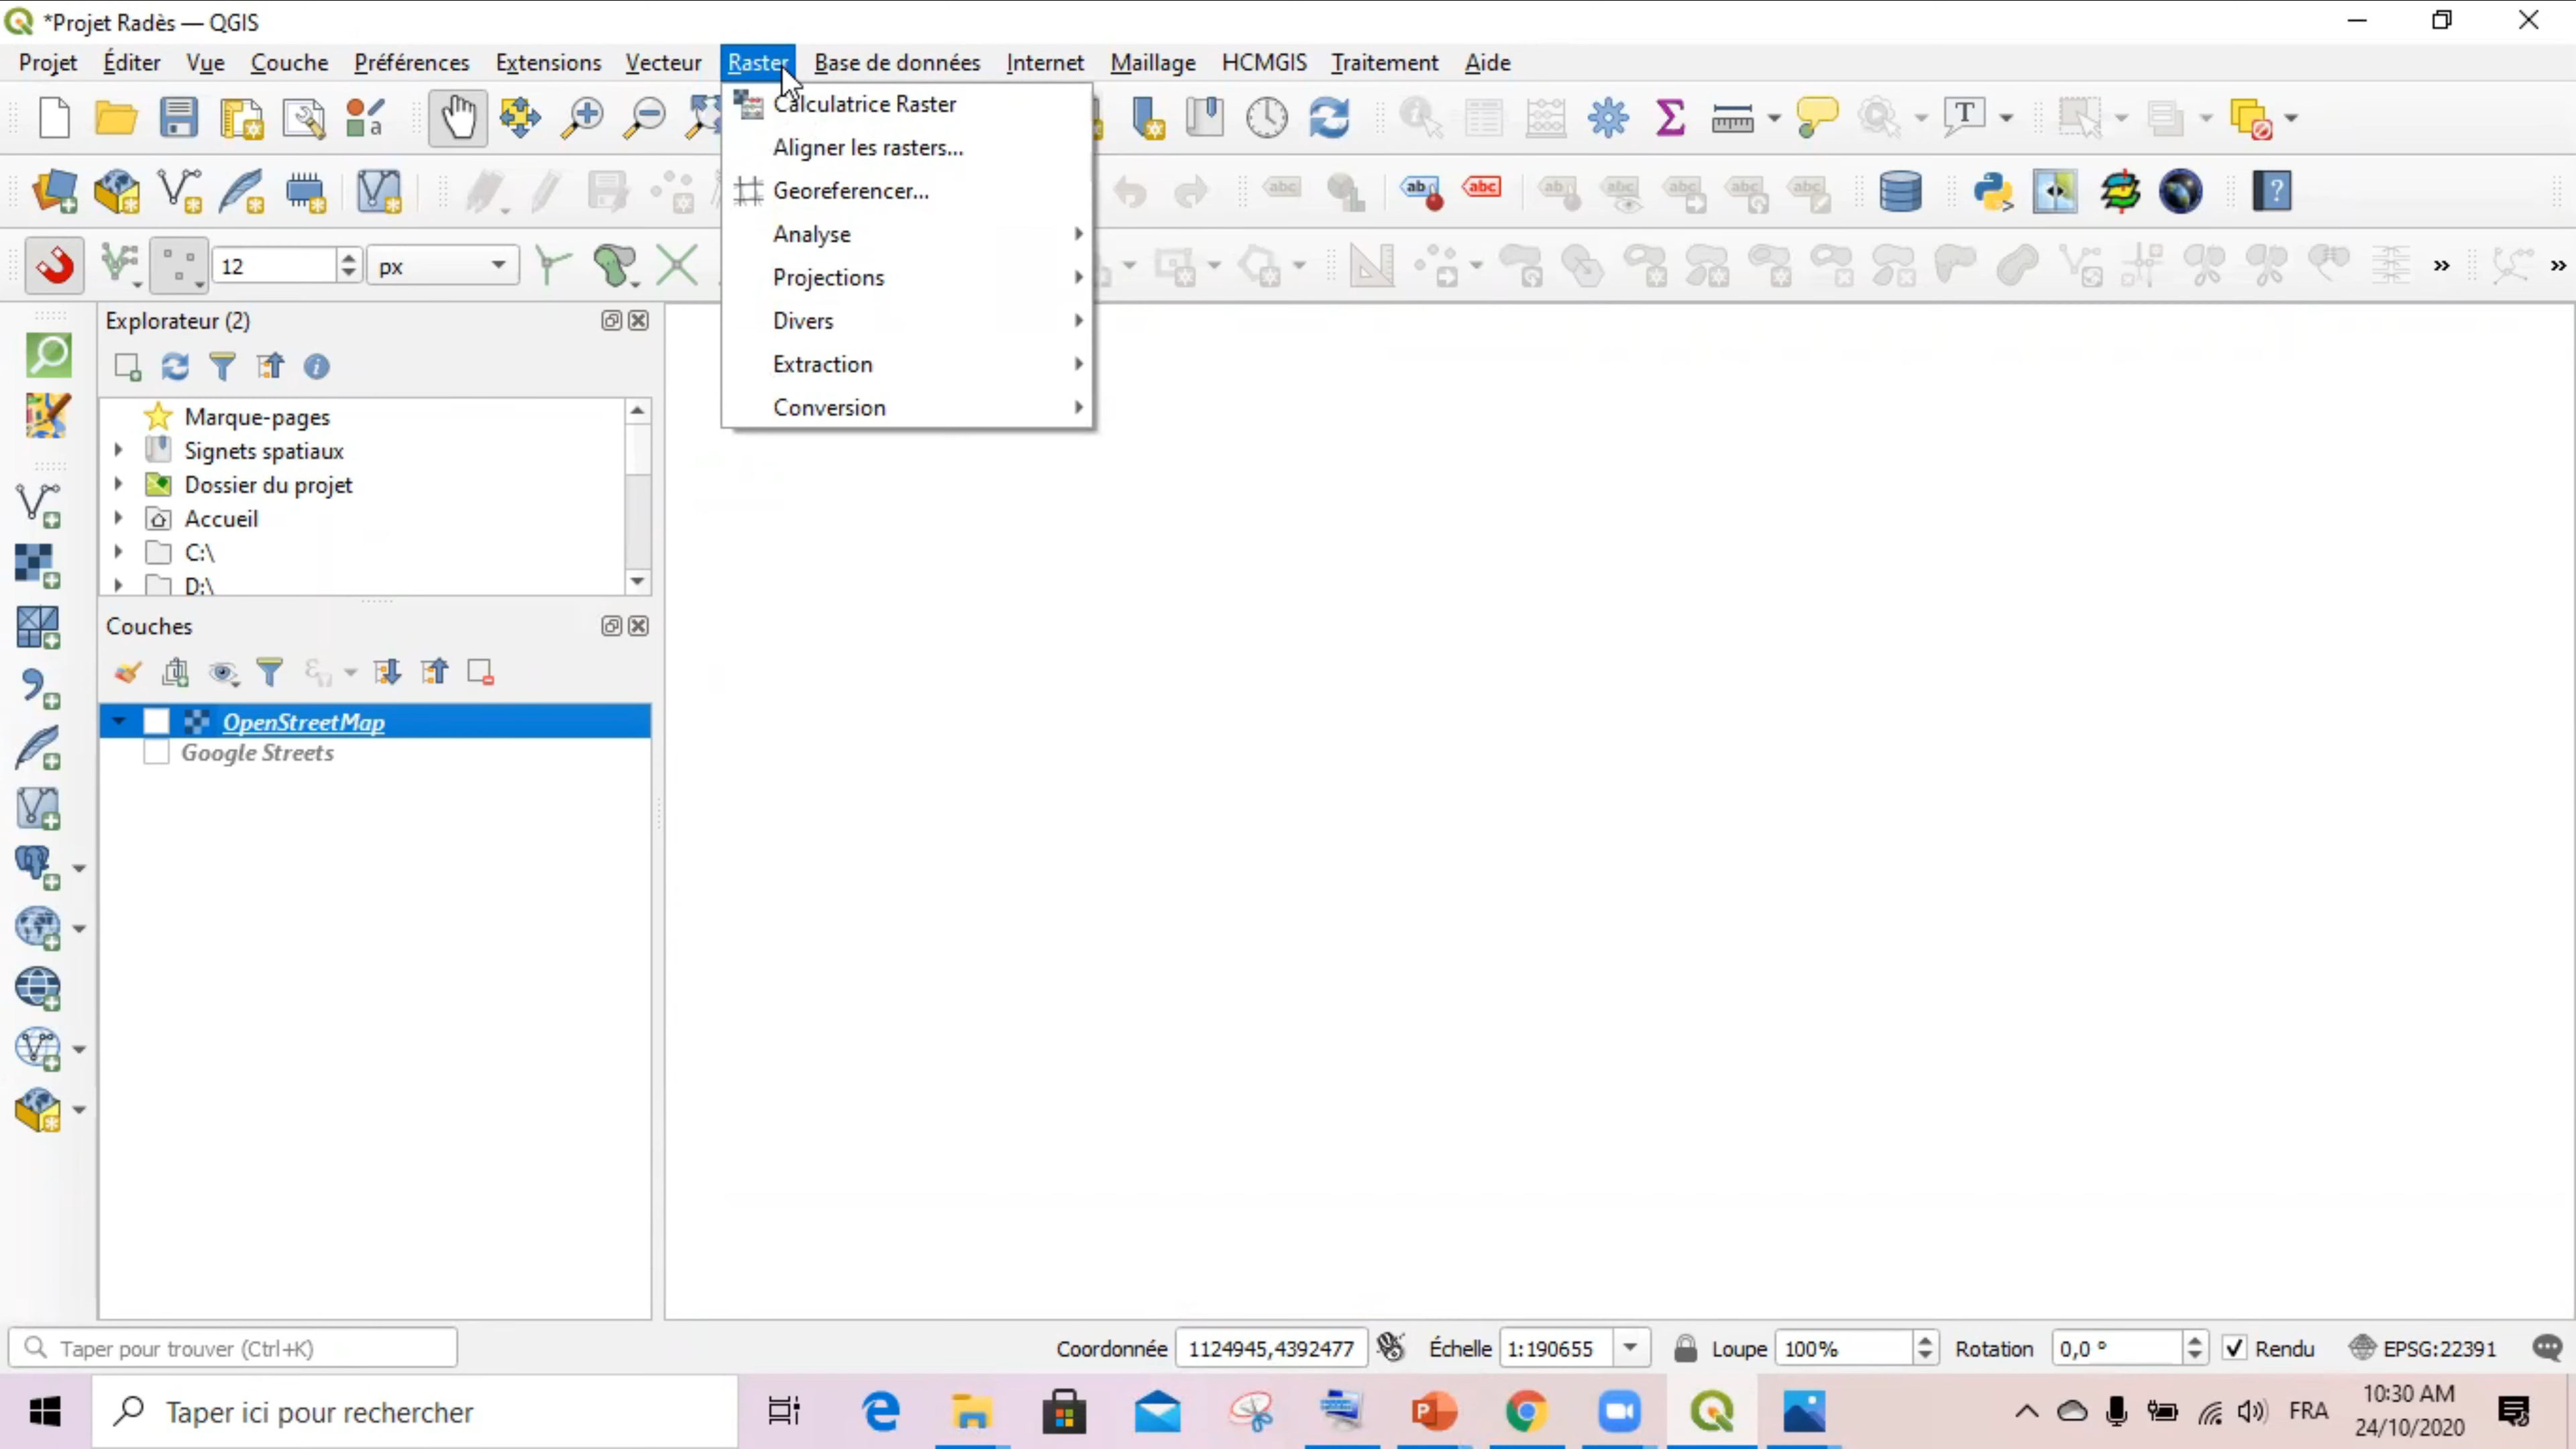 *Projet Radès — QGIS
Projet Éditer Vue Couche Préférences Extensions Vecteur Raster Base de données Internet Maillage HCMGIS Traitement Aide
Calculatrice Raster
Aligner les rasters...
Georeferencer...
Analyse
Projections
Divers
Extraction
Conversion
12
px
Explorateur (2)
Marque-pages
Signets spatiaux
Dossier du projet
Accueil
C:\
D:\
Couches
OpenStreetMap
Google Streets
Taper pour trouver (Ctrl+K)
Coordonnée 1124945,4392477 Échelle 1:190655 Loupe 100% Rotation 0,0 ° Rendu EPSG:22391
Taper ici pour rechercher
FRA
10:30 AM
24/10/2020